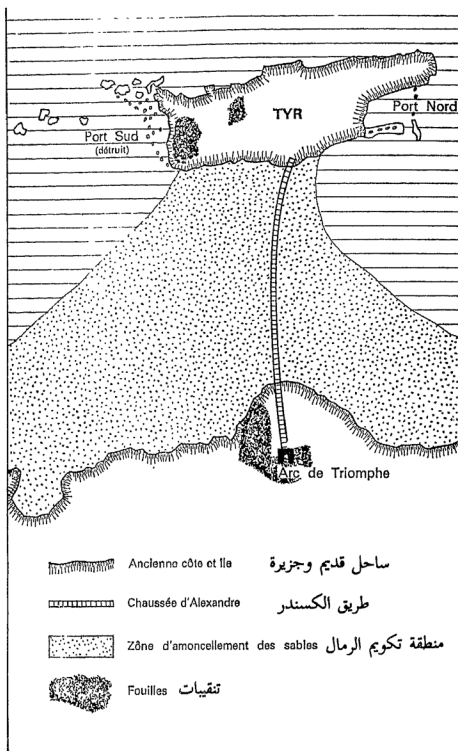 TYR
Port Nord
Port Sud
(détruit)
Arc de Triomphe
Ancienne côte et île ساحل قديم وجزيرة
Chaussée d'Alexandre طريق الكسندر
Zône d'amoncellement des sables منطقة تكويم الرمال
Fouilles تنقيبات